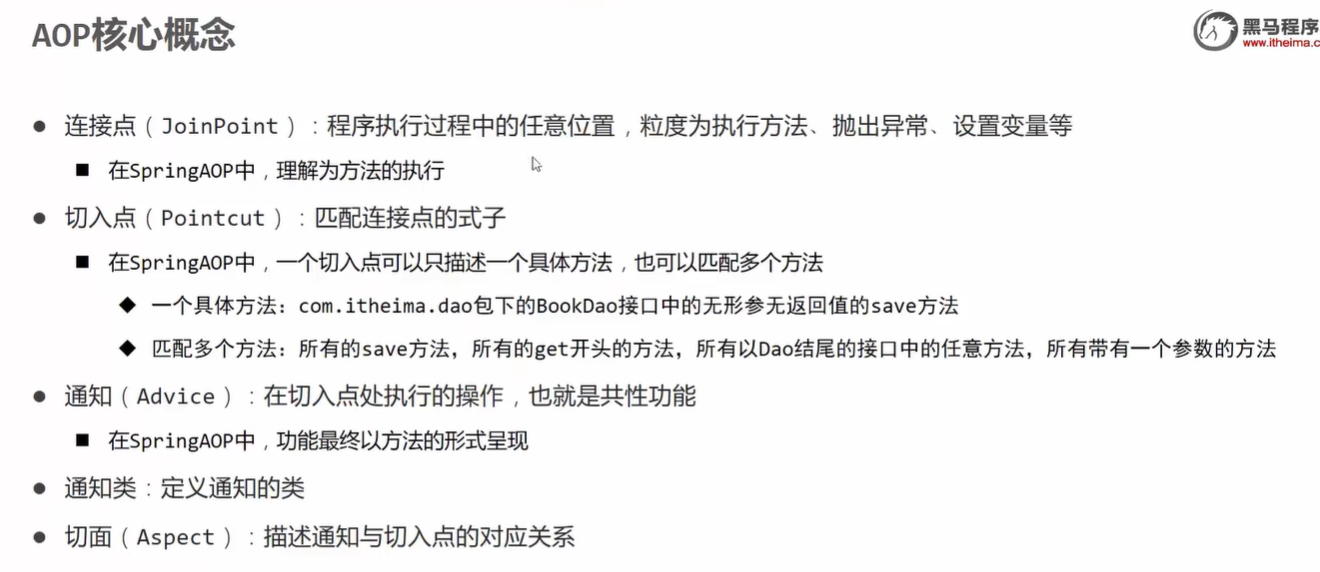 AOP核心概念
黑马程序
www.itheima.c
连接点（JoinPoint）：程序执行过程中的任意位置，粒度为执行方法、抛出异常、设置变量等
在SpringAOP中，理解为方法的执行
切入点（Pointcut）：匹配连接点的式子
在SpringAOP中，一个切入点可以只描述一个具体方法，也可以匹配多个方法
一个具体方法：com.itheima.dao包下的BookDao接口中的无形参无返回值的save方法
匹配多个方法：所有的save方法，所有的get开头的方法，所有以Dao结尾的接口中的任意方法，所有带有一个参数的方法
通知（Advice）：在切入点处执行的操作，也就是共性功能
在SpringAOP中，功能最终以方法的形式呈现
通知类：定义通知的类
切面（Aspect）：描述通知与切入点的对应关系